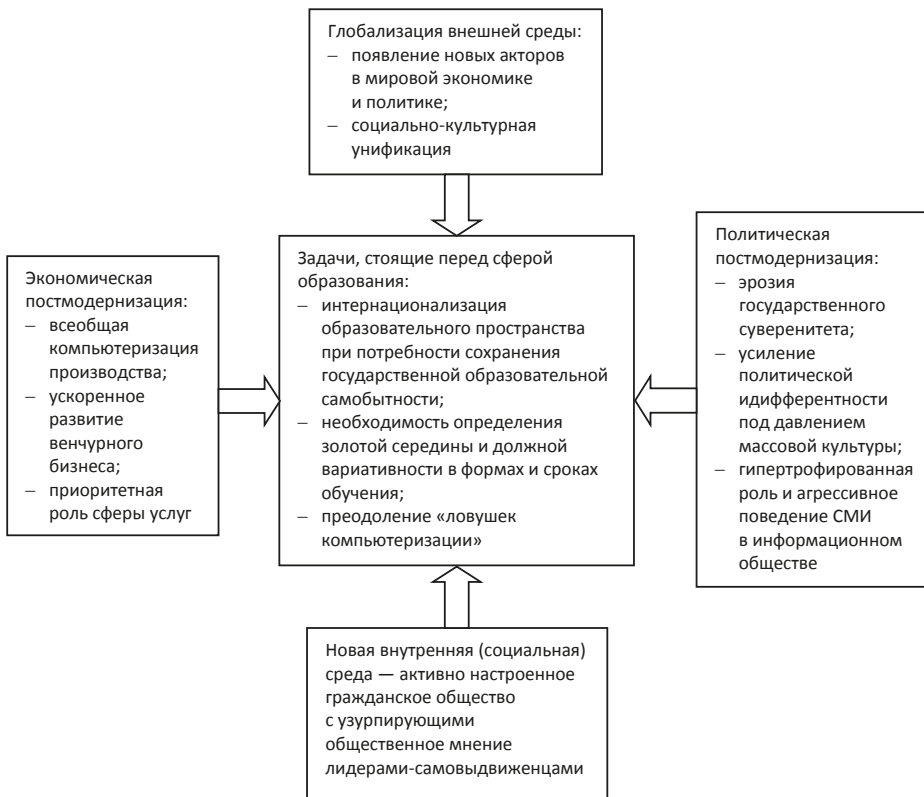 Глобализация внешней среды:
– появление новых акторов
в мировой экономике
и политике;
– социально-культурная
унификация
Экономическая
постмодернизация:
– всеобщая
компьютеризация
производства;
– ускоренное
развитие
венчурного
бизнеса;
– приоритетная
роль сферы услуг
Задачи, стоящие перед сферой
образования:
– интернационализация
образовательного пространства
при потребности сохранения
государственной образовательной
самобытности;
– необходимость определения
золотой середины и должной
вариативности в формах и сроках
обучения;
– преодоление «ловушек
компьютеризации»
Политическая
постмодернизация:
– эрозия
государственного
суверенитета;
– усиление
политической
идифферентности
под давлением
массовой культуры;
– гипертрофированная
роль и агрессивное
поведение СМИ
в информационном
обществе
Новая внутренняя (социальная)
среда — активно настроенное
гражданское общество
с узурпирующими
общественное мнение
лидерами-самовыдвиженцами